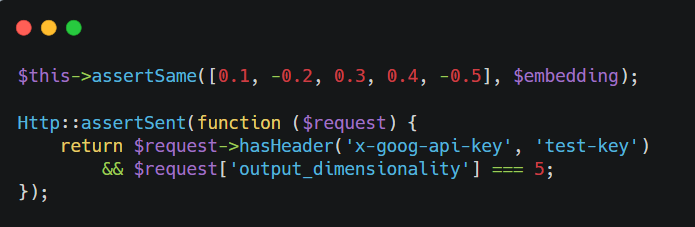 $this->assertSame([0.1, -0.2, 0.3, 0.4, -0.5], $embedding);
Http::assertSent(function ($request) {
    return $request->hasHeader('x-goog-api-key', 'test-key')
        && $request['output_dimensionality'] === 5;
});